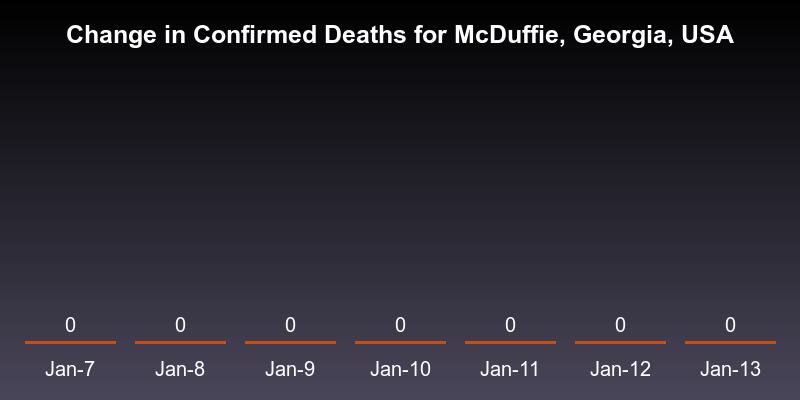 Change in Confirmed Deaths for McDuffie, Georgia, USA
0 0 0 0 0 0 0
Jan-7 Jan-8 Jan-9 Jan-10 Jan-11 Jan-12 Jan-13